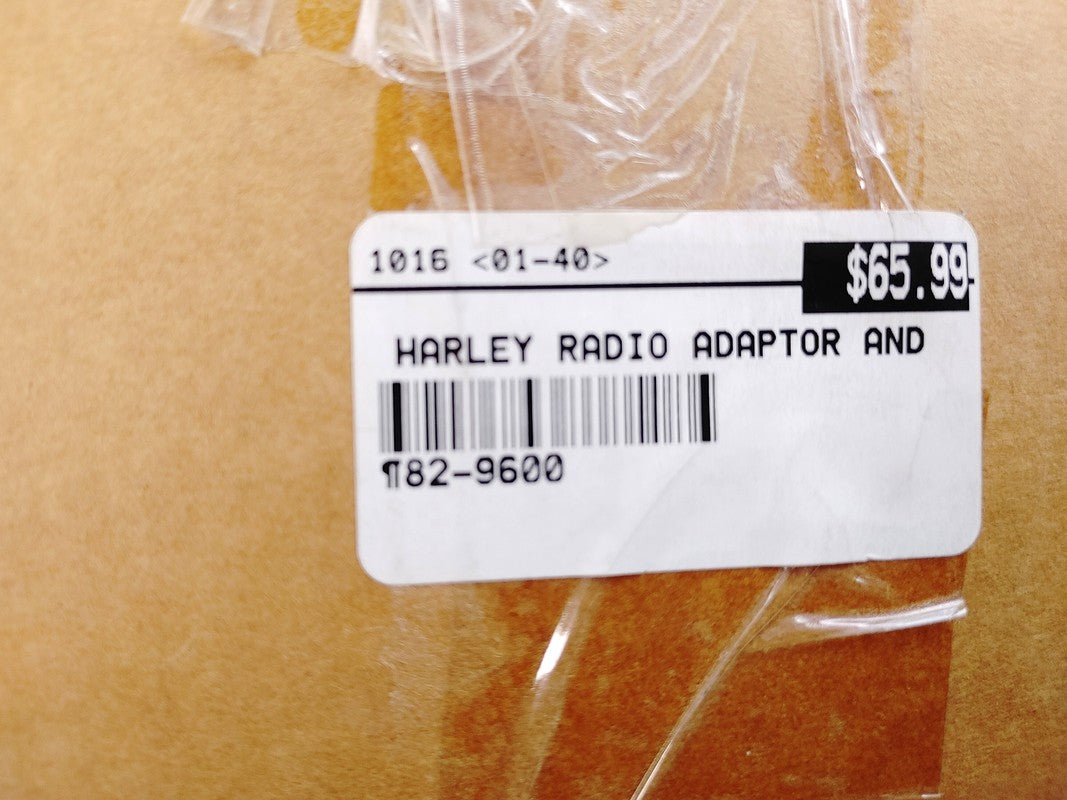 1016 <01-40> $65.99
HARLEY RADIO ADAPTOR AND
¶82-9600